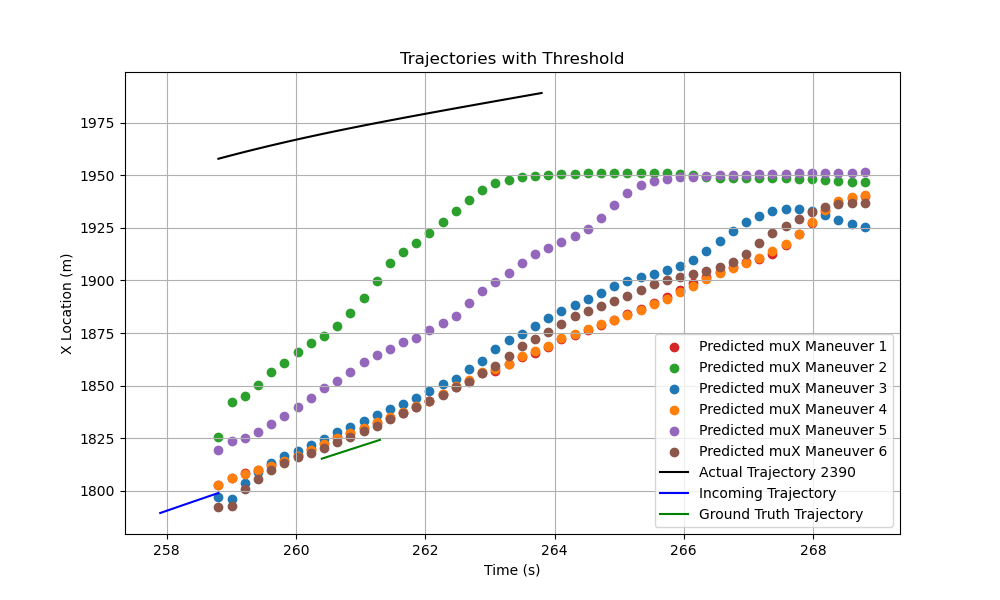 Trajectories with Threshold
X Location (m)
1975
1950
1925
1900
1875
1850
1825
1800
258 260 262 264 266 268
Time (s)
Predicted muX Maneuver 1
Predicted muX Maneuver 2
Predicted muX Maneuver 3
Predicted muX Maneuver 4
Predicted muX Maneuver 5
Predicted muX Maneuver 6
Actual Trajectory 2390
Incoming Trajectory
Ground Truth Trajectory